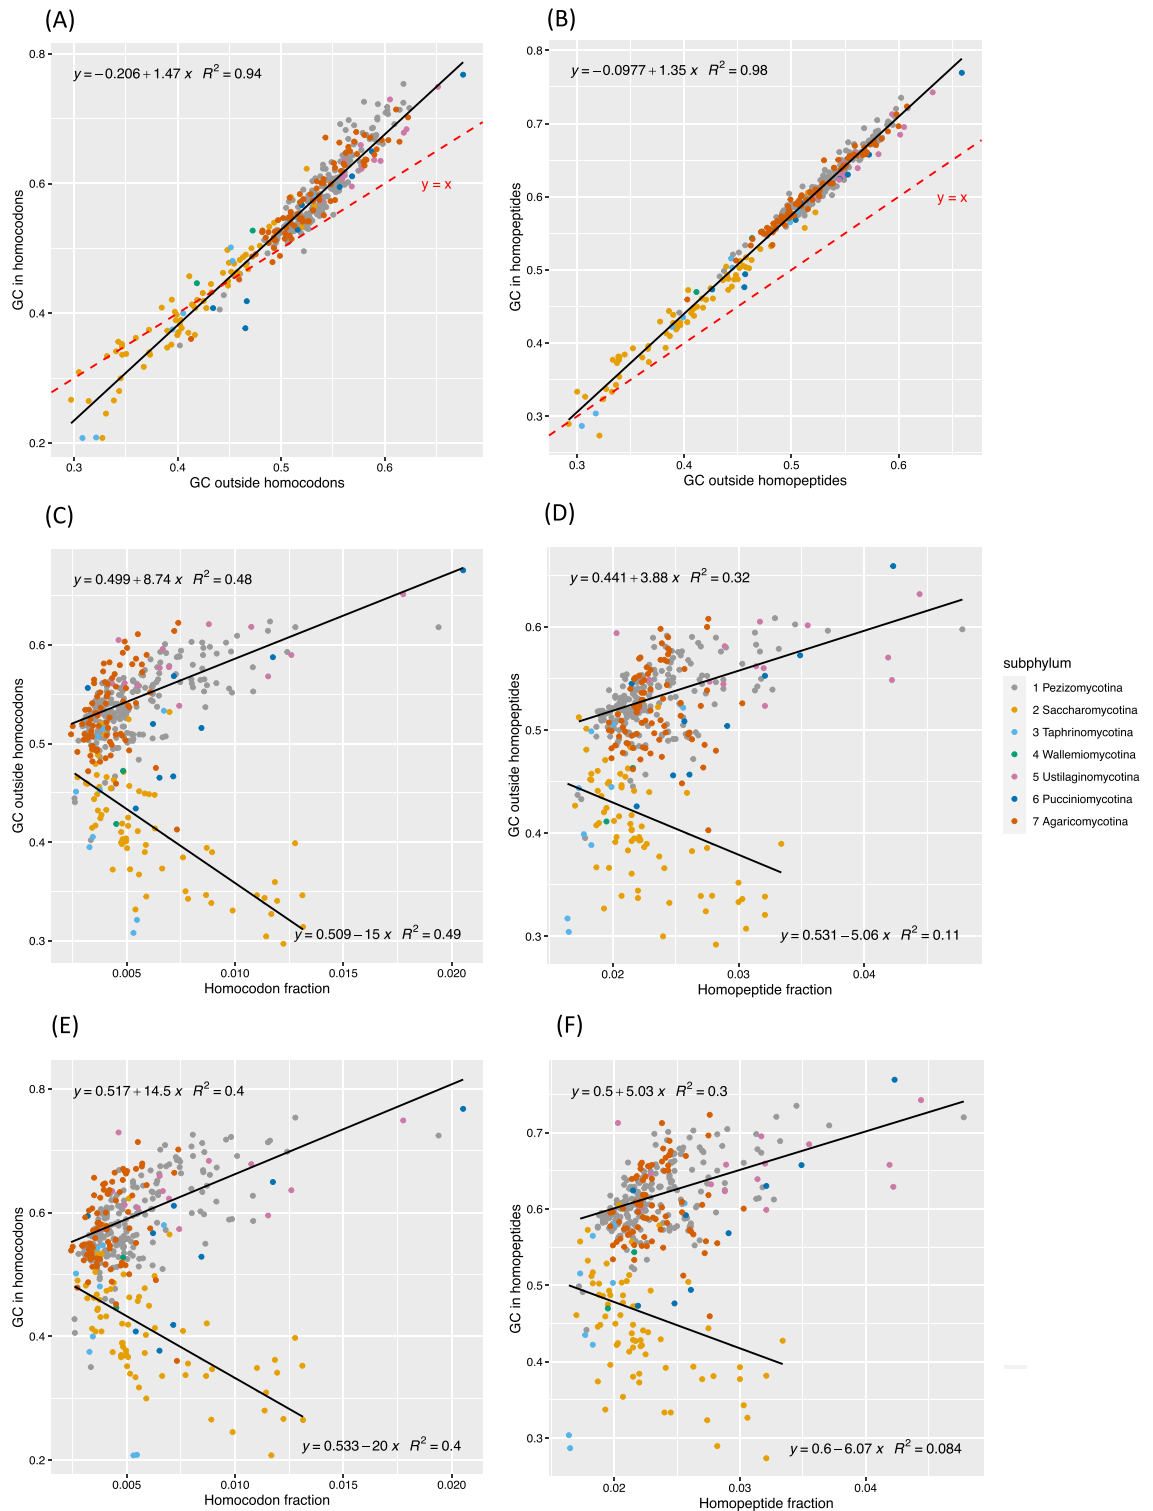 (A)
y = −0.206 + 1.47 x R² = 0.94
y = x
0.8
0.6
0.4
0.2
0.3 0.4 0.5 0.6
GC in homocodons
GC outside homocodons
(B)
y = −0.0977 + 1.35 x R² = 0.98
y = x
0.8
0.7
0.6
0.5
0.4
0.3
0.3 0.4 0.5 0.6
GC in homopeptides
GC outside homopeptides
(C)
y = 0.499 + 8.74 x R² = 0.48
y = 0.509 − 15 x R² = 0.49
0.6
0.5
0.4
0.3
0.005 0.010 0.015 0.020
GC outside homocodons
Homocodon fraction
(D)
y = 0.441 + 3.88 x R² = 0.32
y = 0.531 − 5.06 x R² = 0.11
0.6
0.5
0.4
0.3
0.02 0.03 0.04
GC outside homopeptides
Homopeptide fraction
subphylum
1 Pezizomycotina
2 Saccharomycotina
3 Taphrinomycotina
4 Wallemiomycotina
5 Ustilaginomycotina
6 Pucciniomycotina
7 Agaricomycotina
(E)
y = 0.517 + 14.5 x R² = 0.4
y = 0.533 − 20 x R² = 0.4
0.8
0.6
0.4
0.2
0.005 0.010 0.015 0.020
GC in homocodons
Homocodon fraction
(F)
y = 0.5 + 5.03 x R² = 0.3
y = 0.6 − 6.07 x R² = 0.084
0.7
0.6
0.5
0.4
0.3
0.02 0.03 0.04
GC in homopeptides
Homopeptide fraction